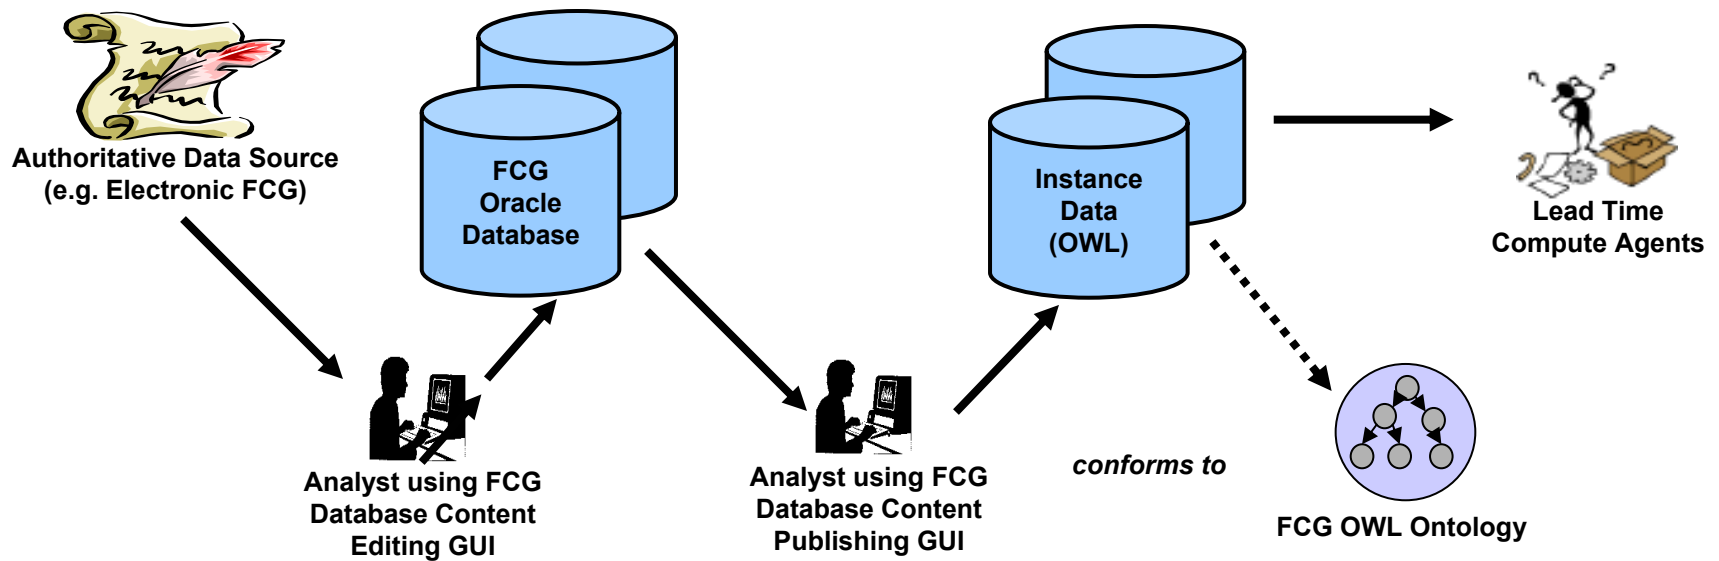 Authoritative Data Source
(e.g. Electronic FCG)
FCG
Oracle
Database
Instance
Data
(OWL)
Lead Time
Compute Agents
Analyst using FCG
Database Content
Editing GUI
Analyst using FCG
Database Content
Publishing GUI
conforms to
FCG OWL Ontology